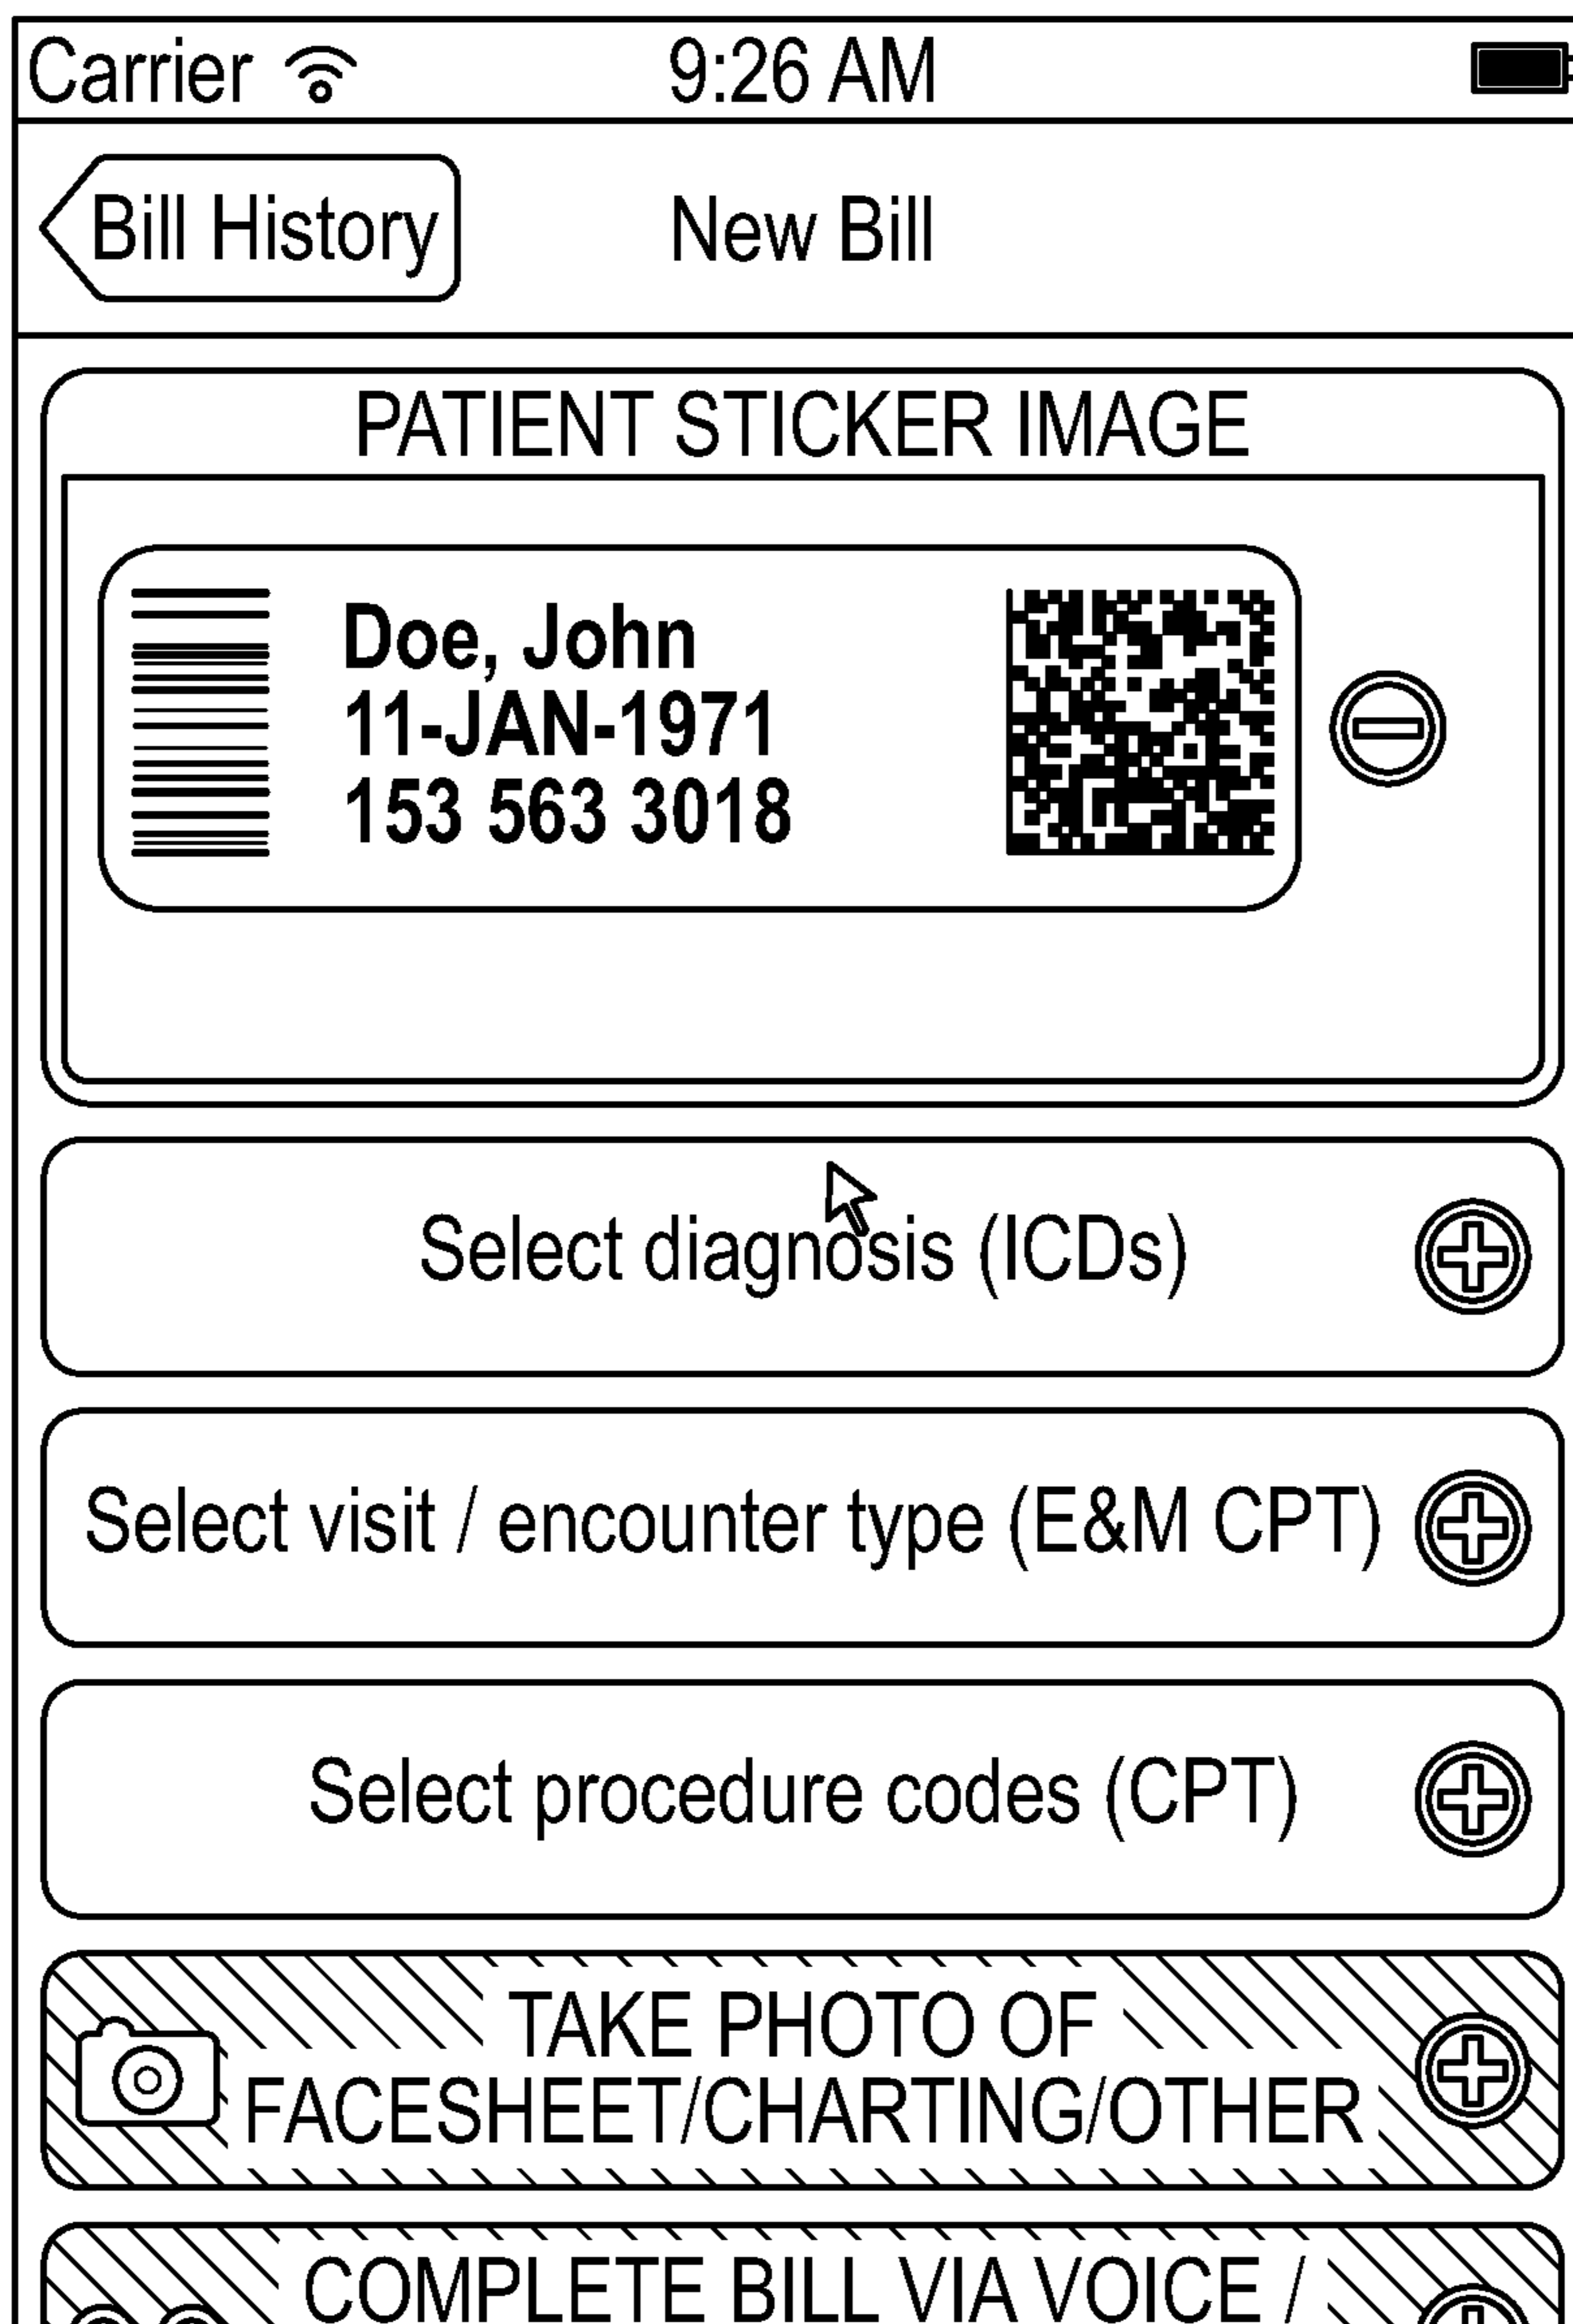 Carrier 9:26 AM
Bill History New Bill
PATIENT STICKER IMAGE
Doe, John
11-JAN-1971
153 563 3018
Select diagnosis (ICDs)
Select visit / encounter type (E&M CPT)
Select procedure codes (CPT)
TAKE PHOTO OF
FACESHEET/CHARTING/OTHER
COMPLETE BILL VIA VOICE /